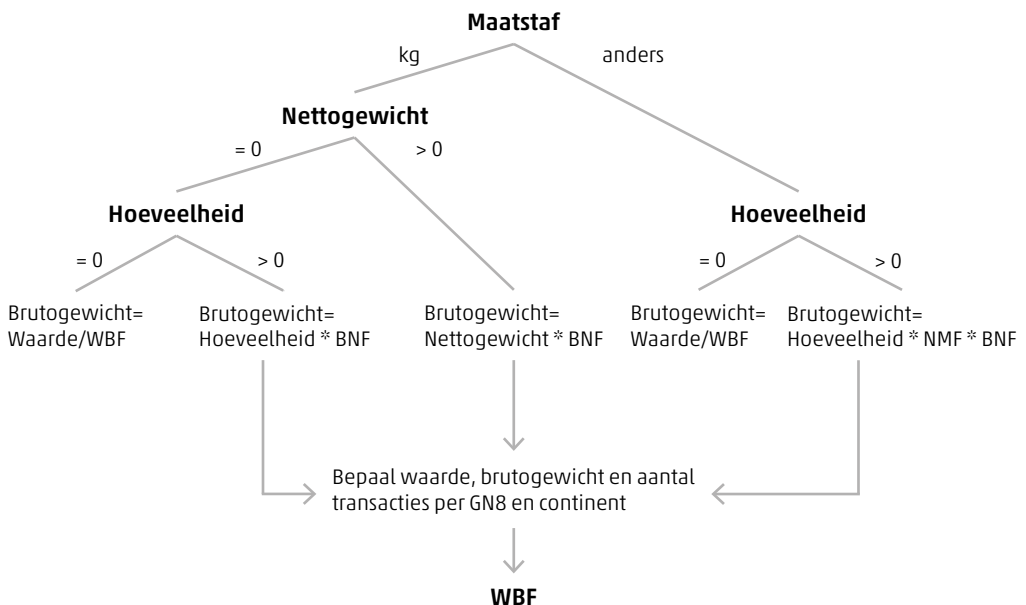 Maatstaf
kg
anders
Nettogewicht
= 0
> 0
Hoeveelheid
Hoeveelheid
= 0
> 0
= 0
> 0
Brutogewicht=
Waarde/WBF
Brutogewicht=
Hoeveelheid * BNF
Brutogewicht=
Nettogewicht * BNF
Brutogewicht=
Waarde/WBF
Brutogewicht=
Hoeveelheid * NMF * BNF
Bepaal waarde, brutogewicht en aantal
transacties per GN8 en continent
WBF